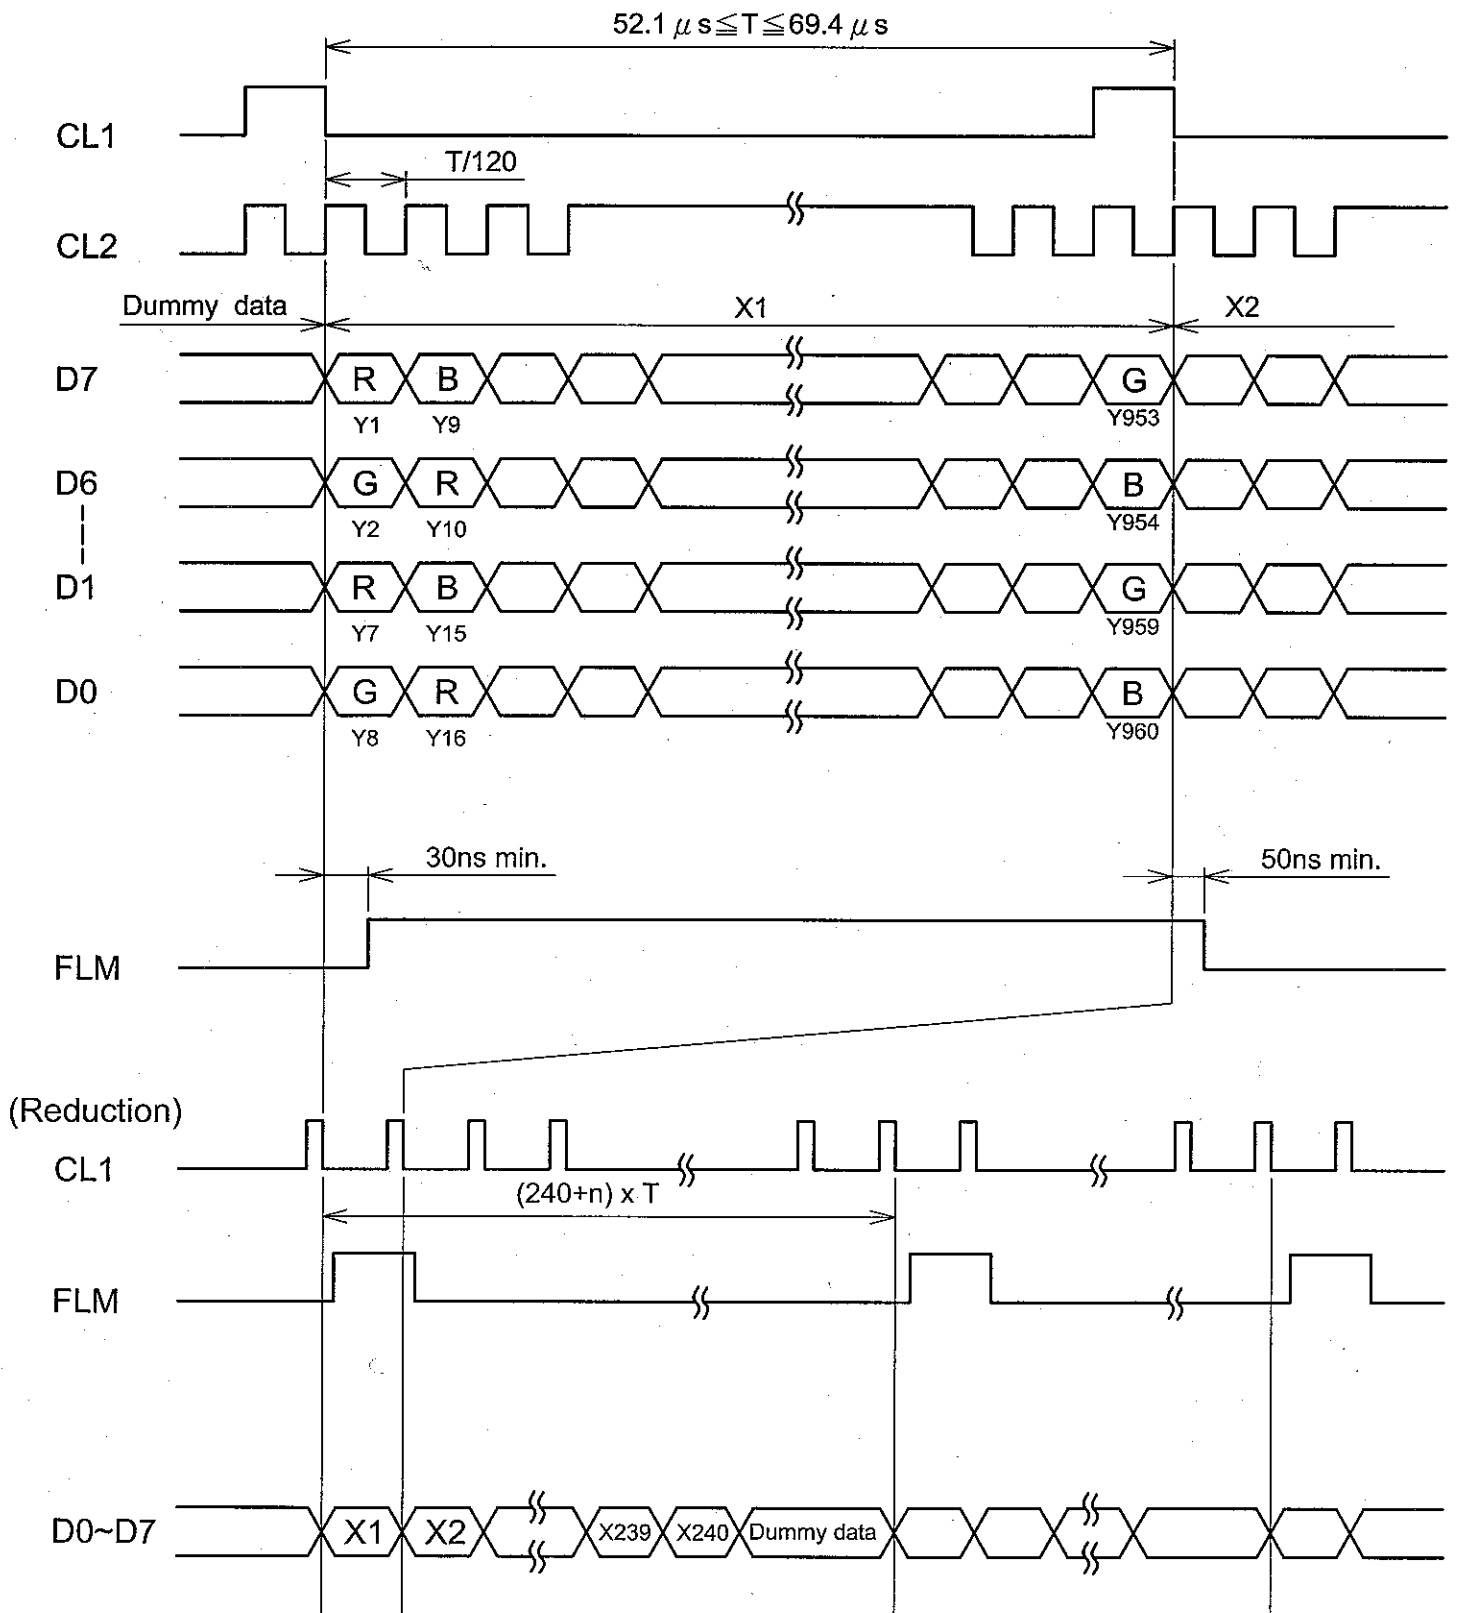 52.1 μs≦T≦69.4 μs
CL1
T/120
CL2
Dummy data X1 X2
D7 R B G
Y1 Y9 Y953
D6 G R B
Y2 Y10 Y954
D1 R B G
Y7 Y15 Y959
D0 G R B
Y8 Y16 Y960
30ns min. 50ns min.
FLM
(Reduction)
CL1
(240+n) x T
FLM
D0~D7 X1 X2 X239 X240 Dummy data